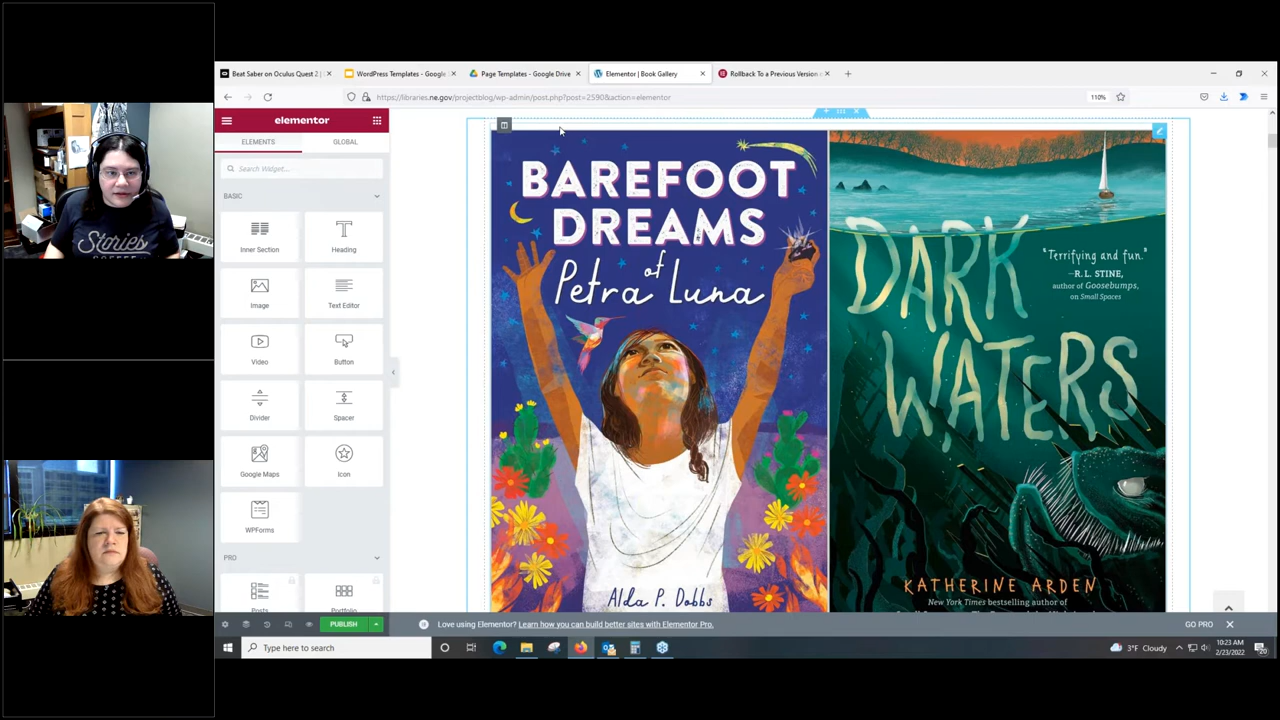 Stories
COFFEE
Beat Saber on Oculus Quest 2 |
WordPress Templates - Google
Page Templates - Google Drive
Elementor | Book Gallery
Rollback To a Previous Version o
https://libraries.ne.gov/projectblog/wp-admin/post.php?post=2590&action=elementor
110%
elementor
ELEMENTS
GLOBAL
Search Widget...
BASIC
Inner Section
Heading
Image
Text Editor
Video
Button
Divider
Spacer
Google Maps
Icon
WPForms
PRO
Posts
Portfolio
PUBLISH
BAREFOOT
DREAMS
of
Petra Luna
Alda P. Dobbs
DARK
WATERS
"Terrifying and fun."
—R. L. STINE,
author of Goosebumps,
on Small Spaces
KATHERINE ARDEN
New York Times bestselling author of
Love using Elementor? Learn how you can build better sites with Elementor Pro.
GO PRO
Type here to search
3°F Cloudy
10:23 AM
2/23/2022
20